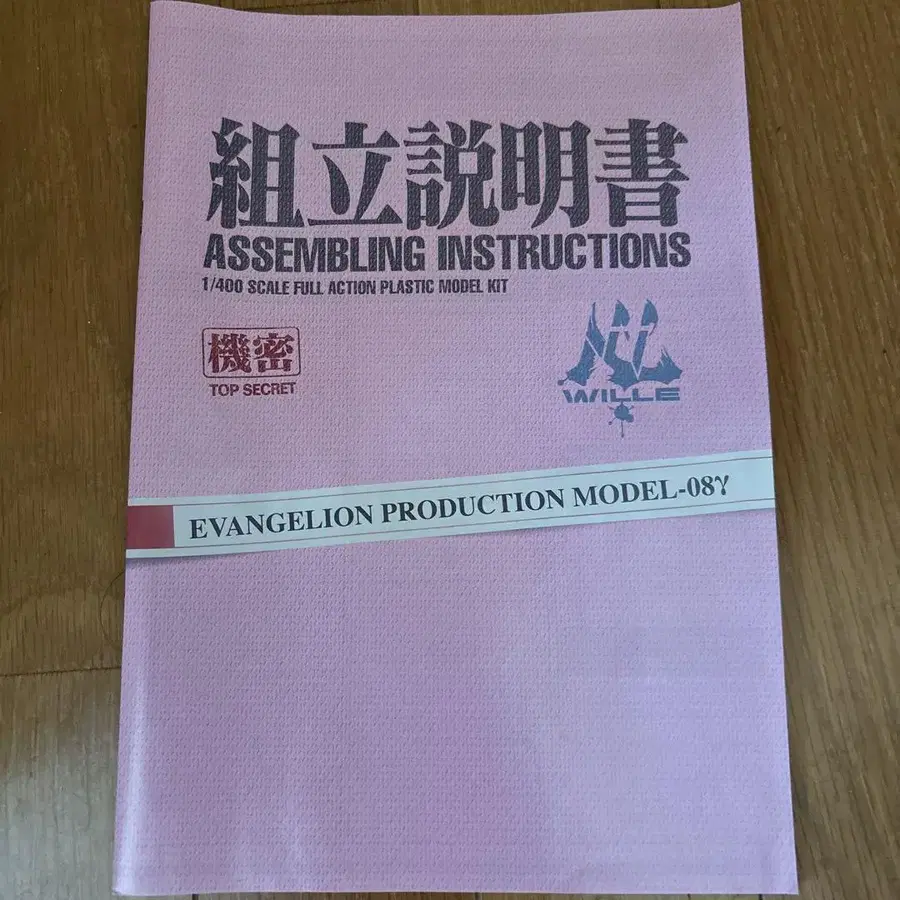 組立説明書
ASSEMBLING INSTRUCTIONS
1/400 SCALE FULL ACTION PLASTIC MODEL KIT
機密
TOP SECRET
WILLE
EVANGELION PRODUCTION MODEL-08γ